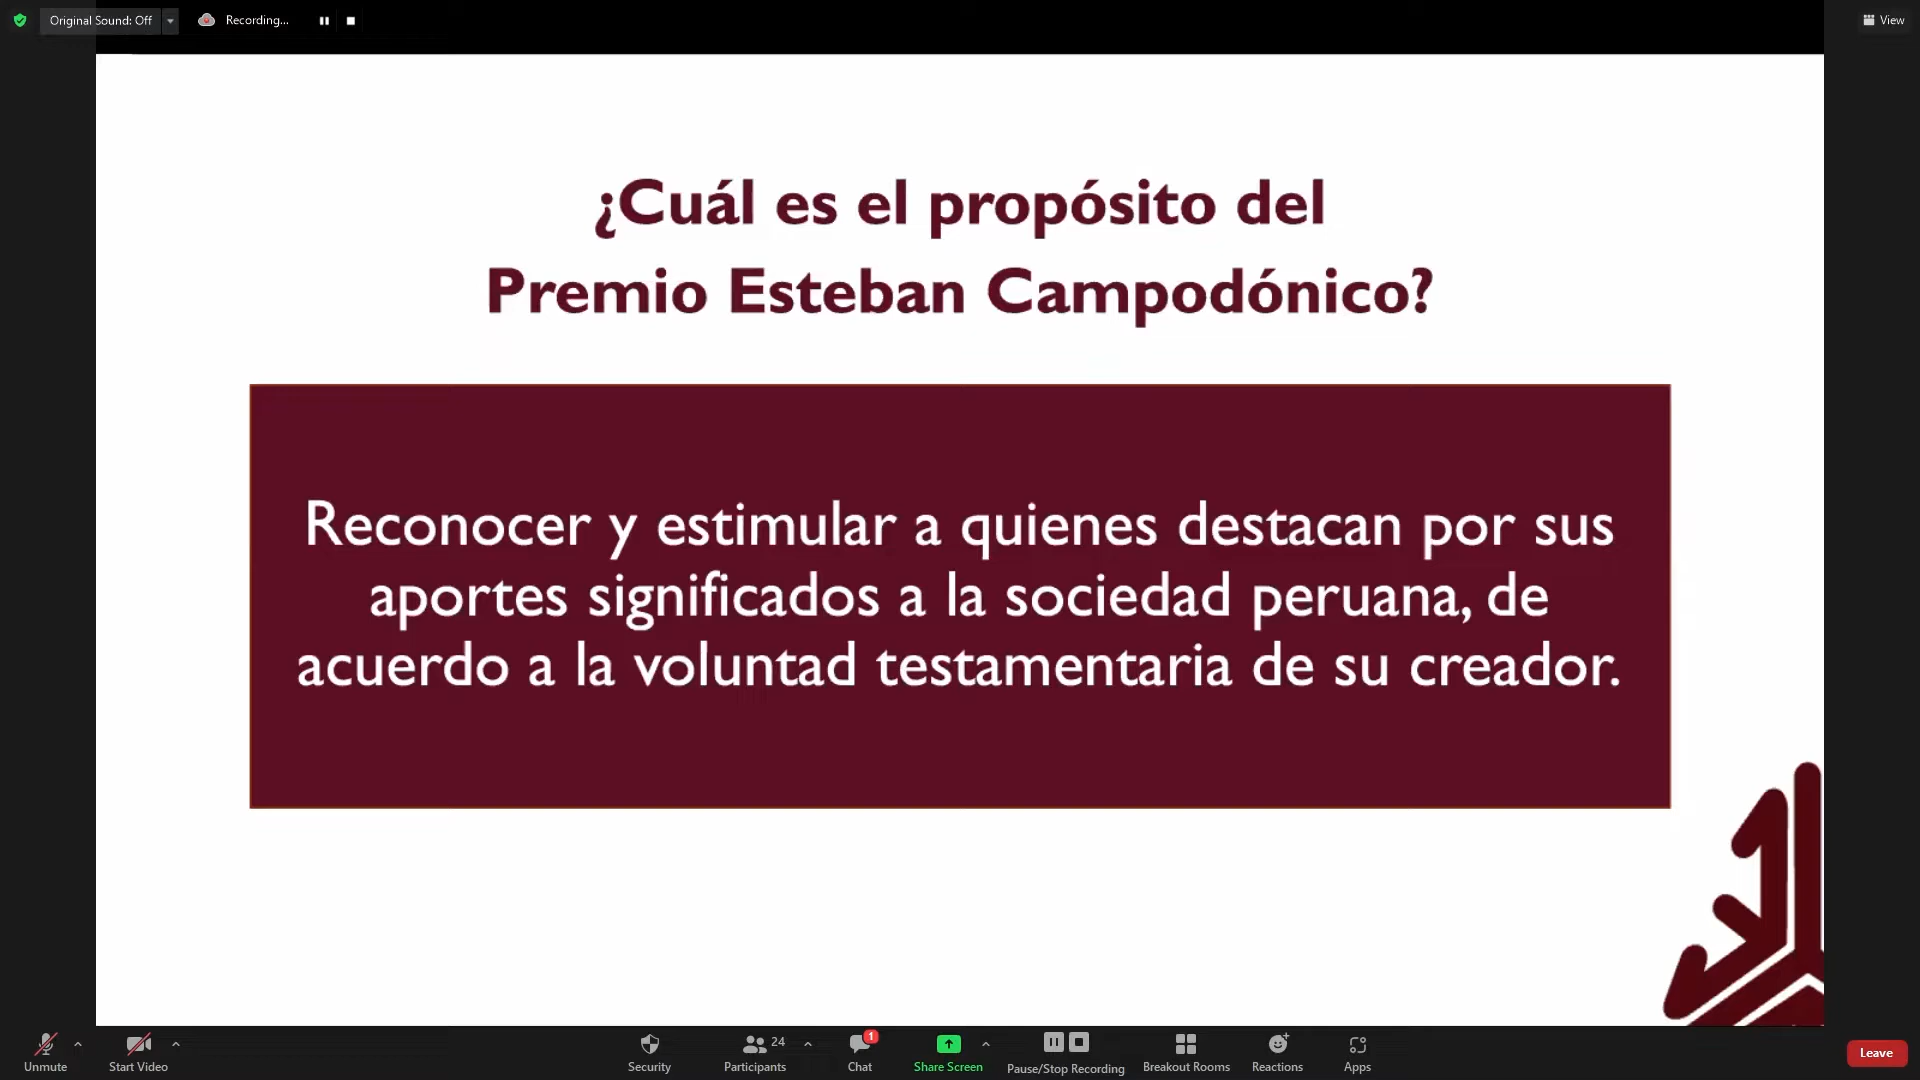 Original Sound: Off
Recording...
View
¿Cuál es el propósito del
Premio Esteban Campodónico?
Reconocer y estimular a quienes destacan por sus
aportes significados a la sociedad peruana, de
acuerdo a la voluntad testamentaria de su creador.
Unmute
Start Video
Security
24
Participants
1
Chat
Share Screen
Pause/Stop Recording
Breakout Rooms
Reactions
Apps
Leave